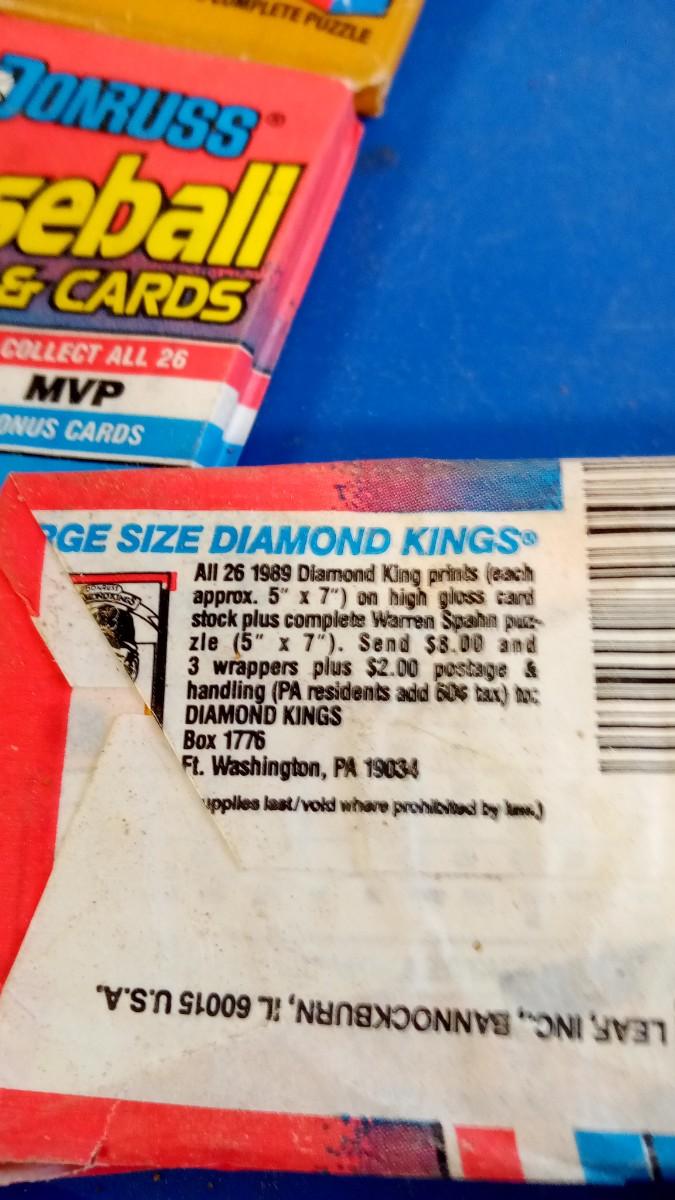 COMPLETE PUZZLE
DONRUSS®
seball
& CARDS
COLLECT ALL 26
MVP
ONUS CARDS
RGE SIZE DIAMOND KINGS®
All 26 1989 Diamond King prints (each
approx. 5" x 7") on high gloss card
stock plus complete Warren Spahn puz-
zle (5" x 7"). Send $8.00 and
3 wrappers plus $2.00 postage &
handling (PA residents add 60¢ tax) to:
DIAMOND KINGS
Box 1776
Ft. Washington, PA 19034
upplies last/void where prohibited by law.)
LEAF, INC., BANNOCKBURN, IL 60015 U.S.A.